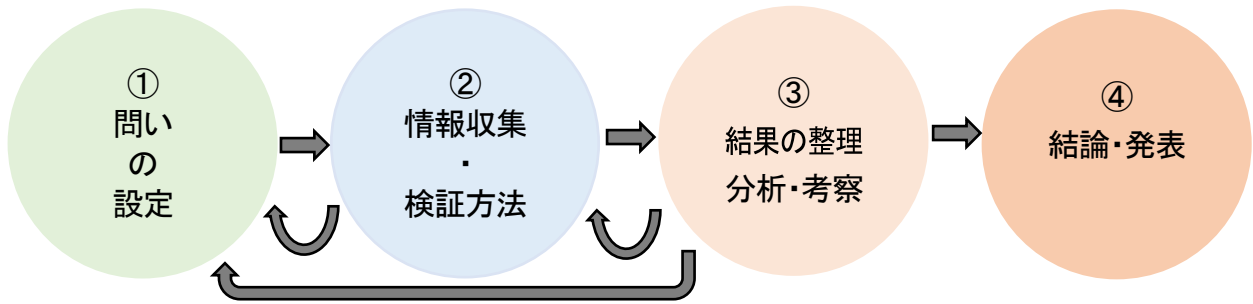 ①
問い
の
設定
②
情報収集
・
検証方法
③
結果の整理
分析・考察
④
結論・発表